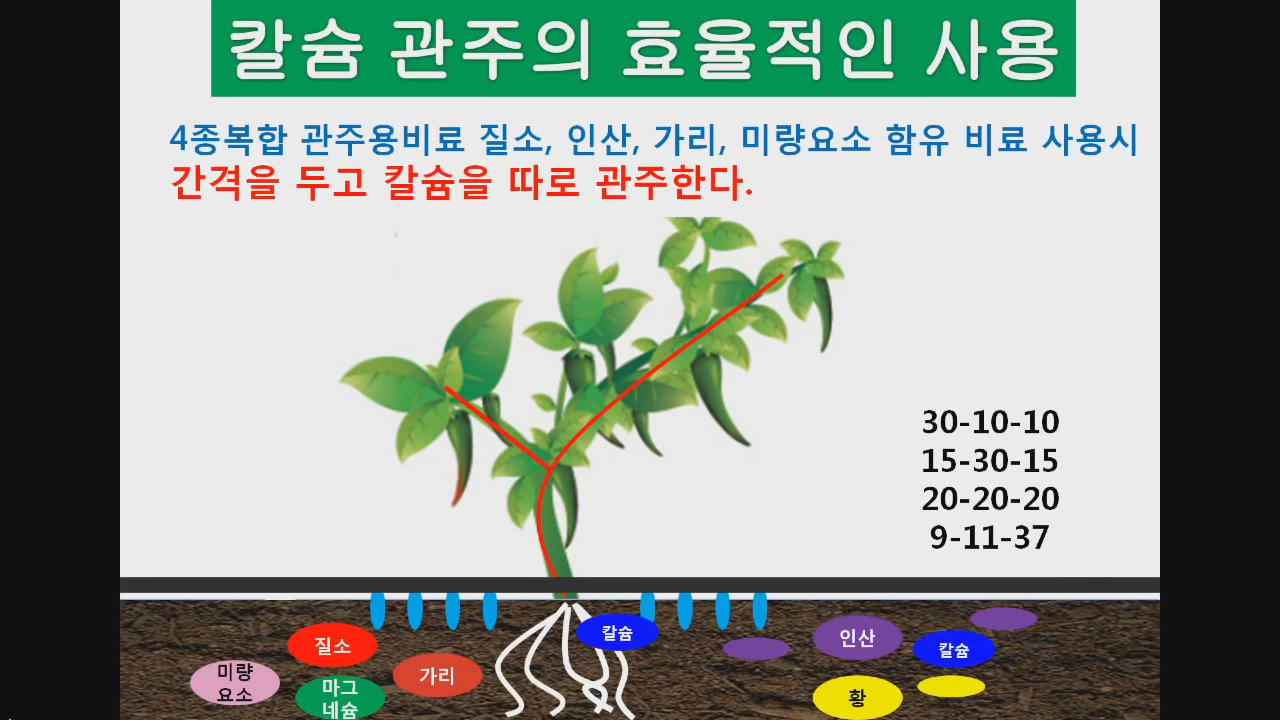 칼슘 관주의 효율적인 사용
4종복합 관주용비료 질소, 인산, 가리, 미량요소 함유 비료 사용시
간격을 두고 칼슘을 따로 관주한다.
30-10-10
15-30-15
20-20-20
9-11-37
칼슘
인산
질소
칼슘
미량
요소
가리
마그
네슘
황